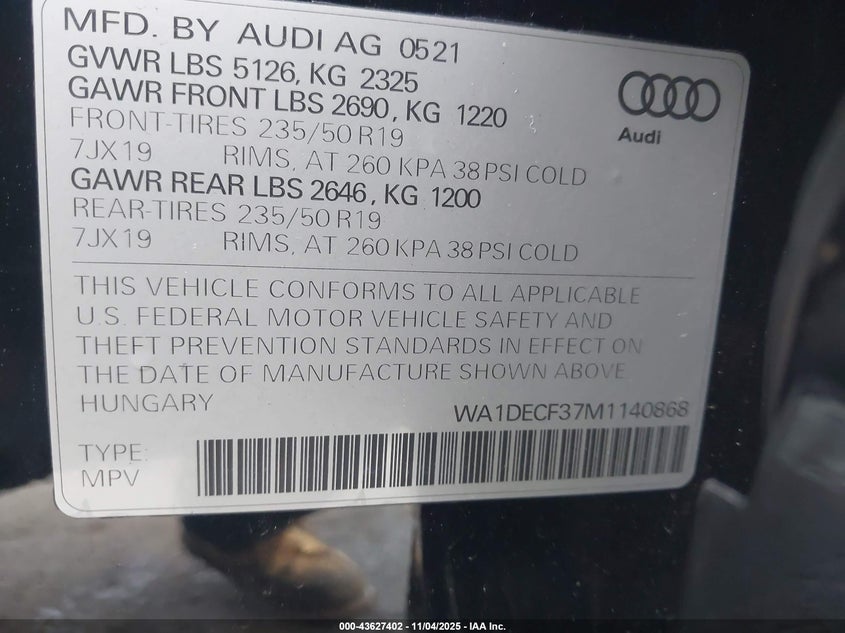 MFD. BY AUDI AG 0521
GVWR LBS 5126, KG 2325
GAWR FRONT LBS 2690, KG 1220
FRONT-TIRES 235/50 R19
7JX19 RIMS, AT 260 KPA 38 PSI COLD
GAWR REAR LBS 2646, KG 1200
REAR-TIRES 235/50 R19
7JX19 RIMS, AT 260 KPA 38 PSI COLD
Audi
THIS VEHICLE CONFORMS TO ALL APPLICABLE
U.S. FEDERAL MOTOR VEHICLE SAFETY AND
THEFT PREVENTION STANDARDS IN EFFECT ON
THE DATE OF MANUFACTURE SHOWN ABOVE
HUNGARY WA1DECF37M1140868
TYPE:
MPV
000-43627402 - 11/04/2025 - © IAA Inc.